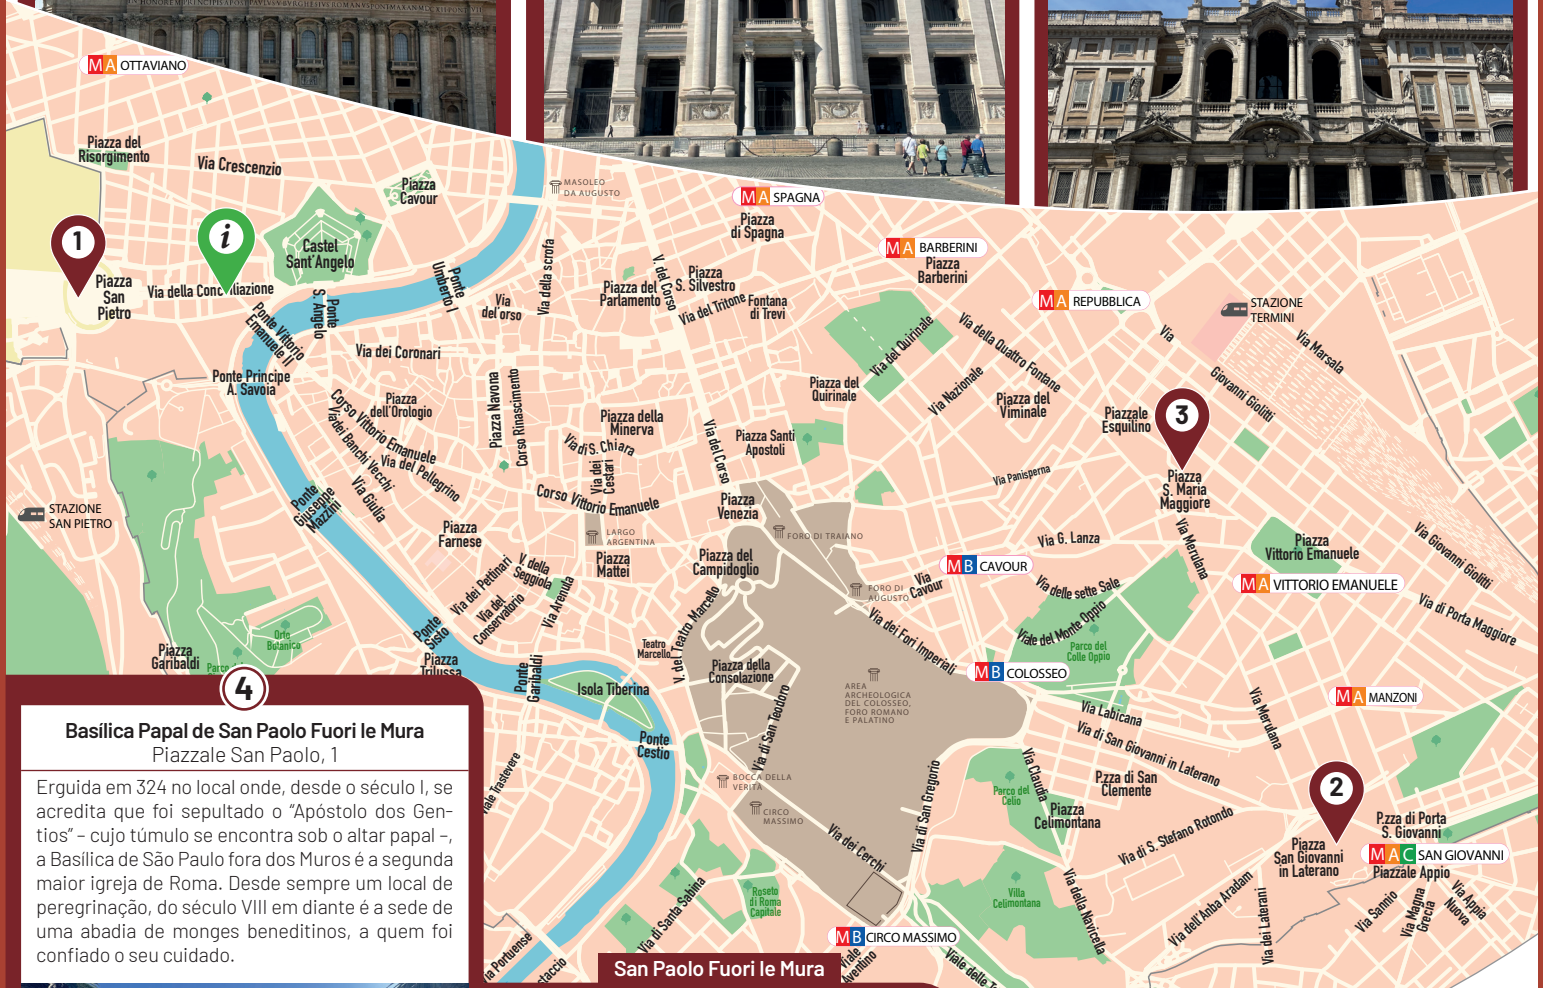 M A OTTAVIANO
Piazza del
Risorgimento
Via Crescenzio
Piazza
Cavour
MASOLEO
DA AUGUSTO
M A SPAGNA
Piazza
di Spagna
M A BARBERINI
Piazza
Barberini
M A REPUBBLICA
STAZIONE
TERMINI
1
i
Castel
Sant'Angelo
Piazza
San
Pietro
Via della Conciliazione
Ponte
Umberto I
Via
del'orso
Via della scrofa
Piazza del
Parlamento
V. del Corso
Piazza
S. Silvestro
Via del Tritone
Fontana
di Trevi
Ponte
S. Angelo
Ponte Vittorio
Emanuele II
Via dei Coronari
Via del Quirinale
Via della Quattro Fontane
Via
Giovanni Giolitti
Via Marsala
Ponte Principe
A. Savoia
Piazza
dell'Orologio
Corso Vittorio Emanuele
Via dei Banchi Vecchi
Via del Pellegrino
Via Giulia
Piazza Navona
Corso Rinascimento
Piazza della
Minerva
Via di S. Chiara
Via dei
Cestari
Via del Corso
Piazza Santi
Apostoli
Piazza del
Quirinale
Via Nazionale
Piazza del
Viminale
Piazzale
Esquilino
3
Piazza
S. Maria
Maggiore
Via Panisperna
STAZIONE
SAN PIETRO
Ponte
Giuseppe
Mazzini
Piazza
Farnese
Corso Vittorio Emanuele
LARGO
ARGENTINA
Piazza
Mattei
Piazza
Venezia
FORO DI TRAIANO
Piazza del
Campidoglio
Via G. Lanza
Via Merulana
Piazza
Vittorio Emanuele
Via Giovanni Giolitti
M B CAVOUR
Via
Cavour
FORO DI
AUGUSTO
Via delle sette Sale
M A VITTORIO EMANUELE
Via di Porta Maggiore
Via dei Pettinari
V. della
Seggiola
Via del
Conservatorio
Via Arenula
Ponte
Sisto
V. del Teatro Marcello
Teatro
Marcello
Via dei Fori Imperiali
Viale del Monte Oppio
Parco del
Colle Oppio
Orto
Botanico
Piazza
Garibaldi
Piazza
Trilussa
Ponte
Garibaldi
Isola Tiberina
Piazza della
Consolazione
AREA
ARCHEOLOGICA
DEL COLOSSEO,
FORO ROMANO
E PALATINO
M B COLOSSEO
Via Labicana
Via Merulana
M A MANZONI
Via di San Giovanni in Laterano
Ponte
Cestio
Via di San Teodoro
BOCCA DELLA
VERITÀ
CIRCO
MASSIMO
Via dei Cerchi
Via di San Gregorio
Parco del
Celio
Via Claudia
Piazza
Celimontana
P.zza di San
Clemente
Via di S. Stefano Rotondo
2
Piazza
San Giovanni
in Laterano
P.zza di Porta
S. Giovanni
M A C SAN GIOVANNI
Piazzale Appio
Villa
Celimontana
Via della Navicella
Via dell'Anba Aradam
Via dei Laterani
Via Sannio
Via Magna
Grecia
Via Appia
Nuova
Roseto
di Roma
Capitale
Via di Santa Sabina
M B CIRCO MASSIMO
Viale
Aventino
4
Basílica Papal de San Paolo Fuori le Mura
Piazzale San Paolo, 1
Erguida em 324 no local onde, desde o século I, se
acredita que foi sepultado o "Apóstolo dos Gen-
tios" – cujo túmulo se encontra sob o altar papal –,
a Basílica de São Paulo fora dos Muros é a segunda
maior igreja de Roma. Desde sempre um local de
peregrinação, do século VIII em diante é a sede de
uma abadia de monges beneditinos, a quem foi
confiado o seu cuidado.
San Paolo Fuori le Mura